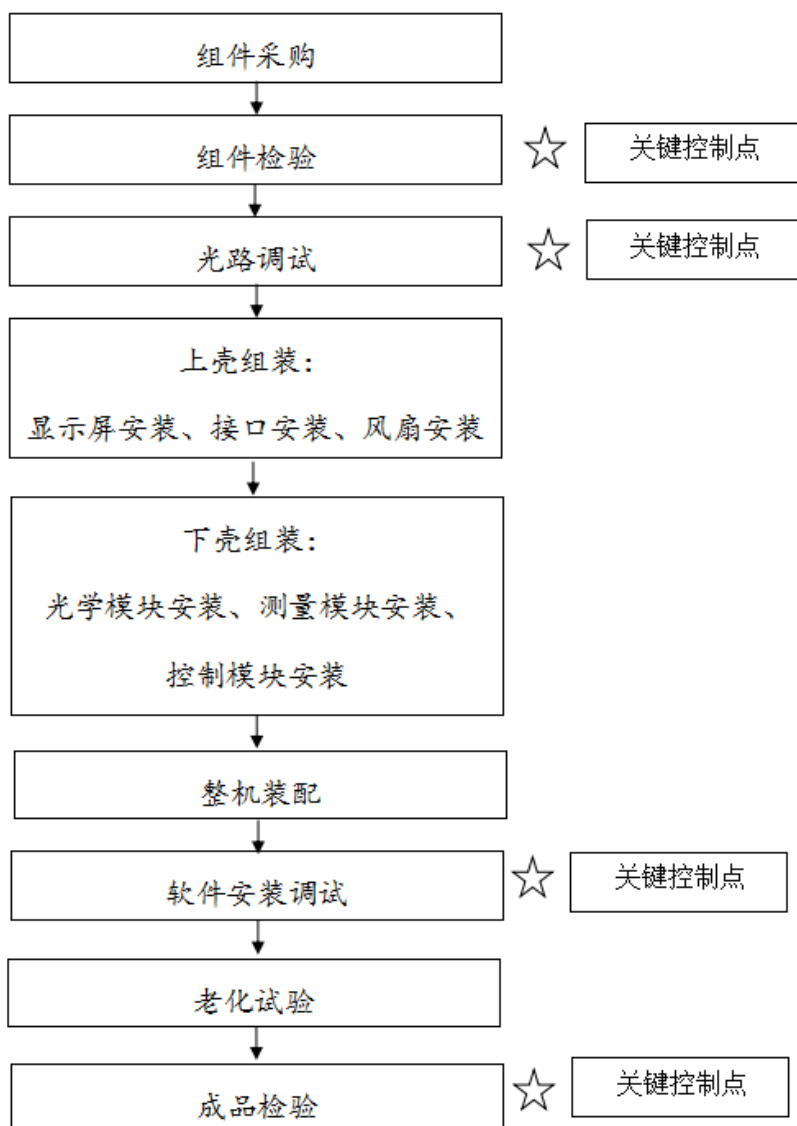 组件采购
组件检验
关键控制点
光路调试
关键控制点
上壳组装：
显示屏安装、接口安装、风扇安装
下壳组装：
光学模块安装、测量模块安装、
控制模块安装
整机装配
软件安装调试
关键控制点
老化试验
成品检验
关键控制点